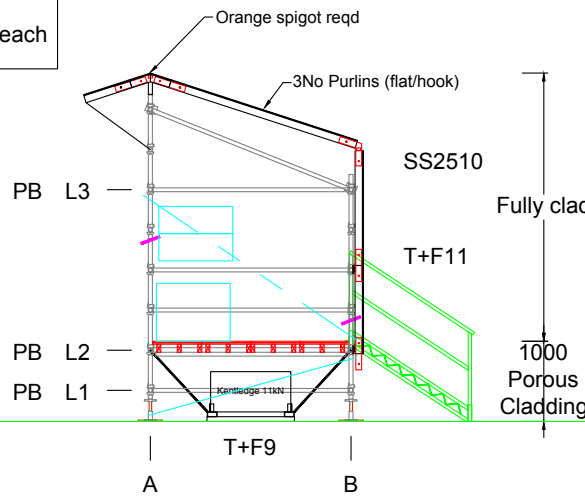 each
Orange spigot reqd
3No Purlins (flat/hook)
SS2510
PB L3
Fully clad
T+F11
PB L2
1000
Porous
Cladding
PB L1
Kentledge 11kN
T+F9
A B